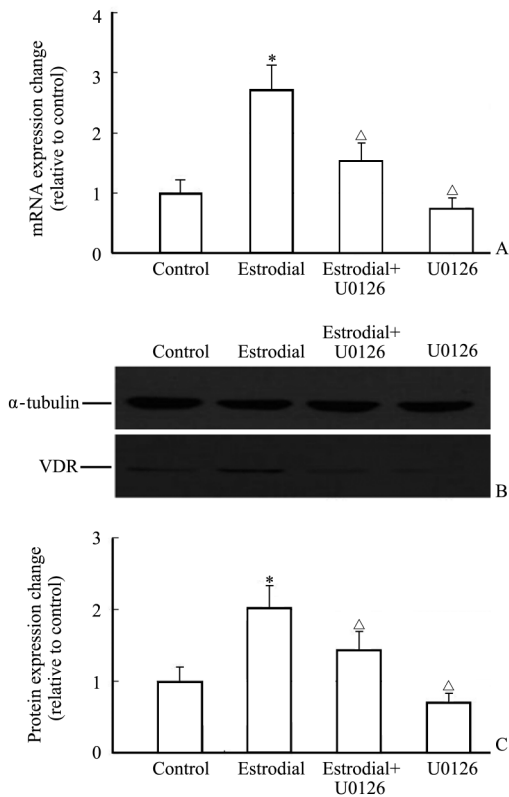 4
3
2
1
0
mRNA expression change
(relative to control)
*
△
△
Control Estrodial Estrodial+ U0126
U0126
A
Estrodial+
Control Estrodial U0126 U0126
α-tubulin
VDR
B
3
2
1
0
Protein expression change
(relative to control)
*
△
△
Control Estrodial Estrodial+ U0126
U0126
C